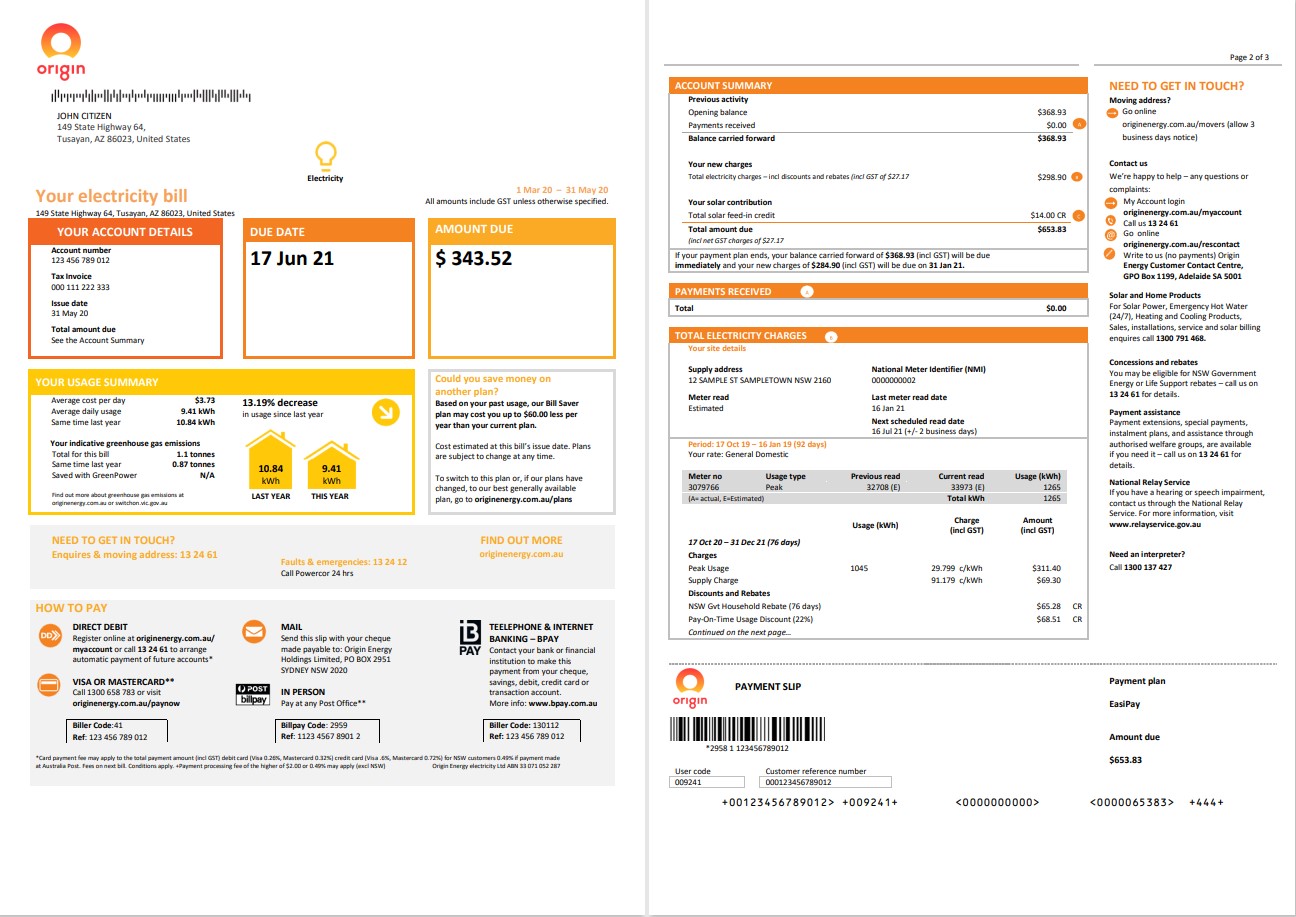 origin
JOHN CITIZEN
149 State Highway 64,
Tusayan, AZ 86023, United States
Electricity
Your electricity bill
149 State Highway 64, Tusayan, AZ 86023, United States
1 Mar 20 – 31 May 20
All amounts include GST unless otherwise specified.
YOUR ACCOUNT DETAILS
Account number
123 456 789 012
Tax Invoice
000 111 222 333
Issue date
31 May 20
Total amount due
See the Account Summary
DUE DATE
17 Jun 21
AMOUNT DUE
$ 343.52
YOUR USAGE SUMMARY
Average cost per day $3.73
Average daily usage 9.41 kWh
Same time last year 10.84 kWh
Your indicative greenhouse gas emissions
Total for this bill 1.1 tonnes
Same time last year 0.87 tonnes
Saved with GreenPower N/A
Find out more about greenhouse gas emissions at
originenergy.com.au or switchon.vic.gov.au
13.19% decrease
in usage since last year
10.84 kWh
LAST YEAR
9.41 kWh
THIS YEAR
Could you save money on
another plan?
Based on your past usage, our Bill Saver
plan may cost you up to $60.00 less per
year than your current plan.
Cost estimated at this bill's issue date. Plans
are subject to change at any time.
To switch to this plan or, if our plans have
changed, to our best generally available
plan, go to originenergy.com.au/plans
NEED TO GET IN TOUCH?
Enquires & moving address: 13 24 61
Faults & emergencies: 13 24 12
Call Powercor 24 hrs
FIND OUT MORE
originenergy.com.au
HOW TO PAY
DD
DIRECT DEBIT
Register online at originenergy.com.au/
myaccount or call 13 24 61 to arrange
automatic payment of future accounts*
VISA OR MASTERCARD**
Call 1300 658 783 or visit
originenergy.com.au/paynow
Biller Code:41
Ref: 123 456 789 012
MAIL
Send this slip with your cheque
made payable to: Origin Energy
Holdings Limited, PO BOX 2951
SYDNEY NSW 2020
POST
billpay
IN PERSON
Pay at any Post Office**
Billpay Code: 2959
Ref: 1123 4567 8901 2
B
PAY
TEELEPHONE & INTERNET
BANKING – BPAY
Contact your bank or financial
institution to make this
payment from your cheque,
savings, debit, credit card or
transaction account.
More info: www.bpay.com.au
Biller Code: 130112
Ref: 123 456 789 012
*Card payment fee may apply to the total payment amount (incl GST) debit card (Visa 0.26%, Mastercard 0.32%) credit card (Visa .6%, Mastercard 0.72%) for NSW customers 0.49% if payment made
at Australia Post. Fees on next bill. Conditions apply. +Payment processing fee of the higher of $2.00 or 0.49% may apply (excl NSW) Origin Energy electricity Ltd ABN 33 071 052 287
Page 2 of 3
ACCOUNT SUMMARY
Previous activity
Opening balance $368.93
Payments received $0.00 A
Balance carried forward $368.93
Your new charges
Total electricity charges – incl discounts and rebates (incl GST of $27.17 $298.90
Your solar contribution
Total solar feed-in credit $14.00 CR
Total amount due $653.83
(incl net GST charges of $27.17
If your payment plan ends, your balance carried forward of $368.93 (incl GST) will be due
immediately and your new charges of $284.90 (incl GST) will be due on 31 Jan 21.
PAYMENTS RECEIVED A
Total $0.00
TOTAL ELECTRICITY CHARGES
Your site details
Supply address
12 SAMPLE ST SAMPLETOWN NSW 2160
National Meter Identifier (NMI)
0000000002
Meter read
Estimated
Last meter read date
16 Jan 21
Next scheduled read date
16 Jul 21 (+/- 2 business days)
Period: 17 Oct 19 – 16 Jan 19 (92 days)
Your rate: General Domestic
Meter no Usage type Previous read Current read Usage (kWh)
3079766 Peak 32708 (E) 33973 (E) 1265
(A= actual, E=Estimated) Total kWh 1265
Usage (kWh) Charge (incl GST) Amount (incl GST)
17 Oct 20 – 31 Dec 21 (76 days)
Charges
Peak Usage 1045 29.799 c/kWh $311.40
Supply Charge 91.179 c/kWh $69.30
Discounts and Rebates
NSW Gvt Household Rebate (76 days) $65.28 CR
Pay-On-Time Usage Discount (22%) $68.51 CR
Continued on the next page...
NEED TO GET IN TOUCH?
Moving address?
Go online
originenergy.com.au/movers (allow 3
business days notice)
Contact us
We're happy to help – any questions or
complaints:
My Account login
originenergy.com.au/myaccount
Call us 13 24 61
Go online
originenergy.com.au/rescontact
Write to us (no payments) Origin
Energy Customer Contact Centre,
GPO Box 1199, Adelaide SA 5001
Solar and Home Products
For Solar Power, Emergency Hot Water
(24/7), Heating and Cooling Products,
Sales, installations, service and solar billing
enquires call 1300 791 468.
Concessions and rebates
You may be eligible for NSW Government
Energy or Life Support rebates – call us on
13 24 61 for details.
Payment assistance
Payment extensions, special payments,
instalment plans, and assistance through
authorised welfare groups, are available
if you need it – call us on 13 24 61 for
details.
National Relay Service
If you have a hearing or speech impairment,
contact us through the National Relay
Service. For more information, visit
www.relayservice.gov.au
Need an interpreter?
Call 1300 137 427
origin
PAYMENT SLIP
*2958 1 123456789012
User code
009241
Customer reference number
000123456789012
Payment plan
EasiPay
Amount due
$653.83
+00123456789012> +009241+ <0000000000> <0000065383> +444+